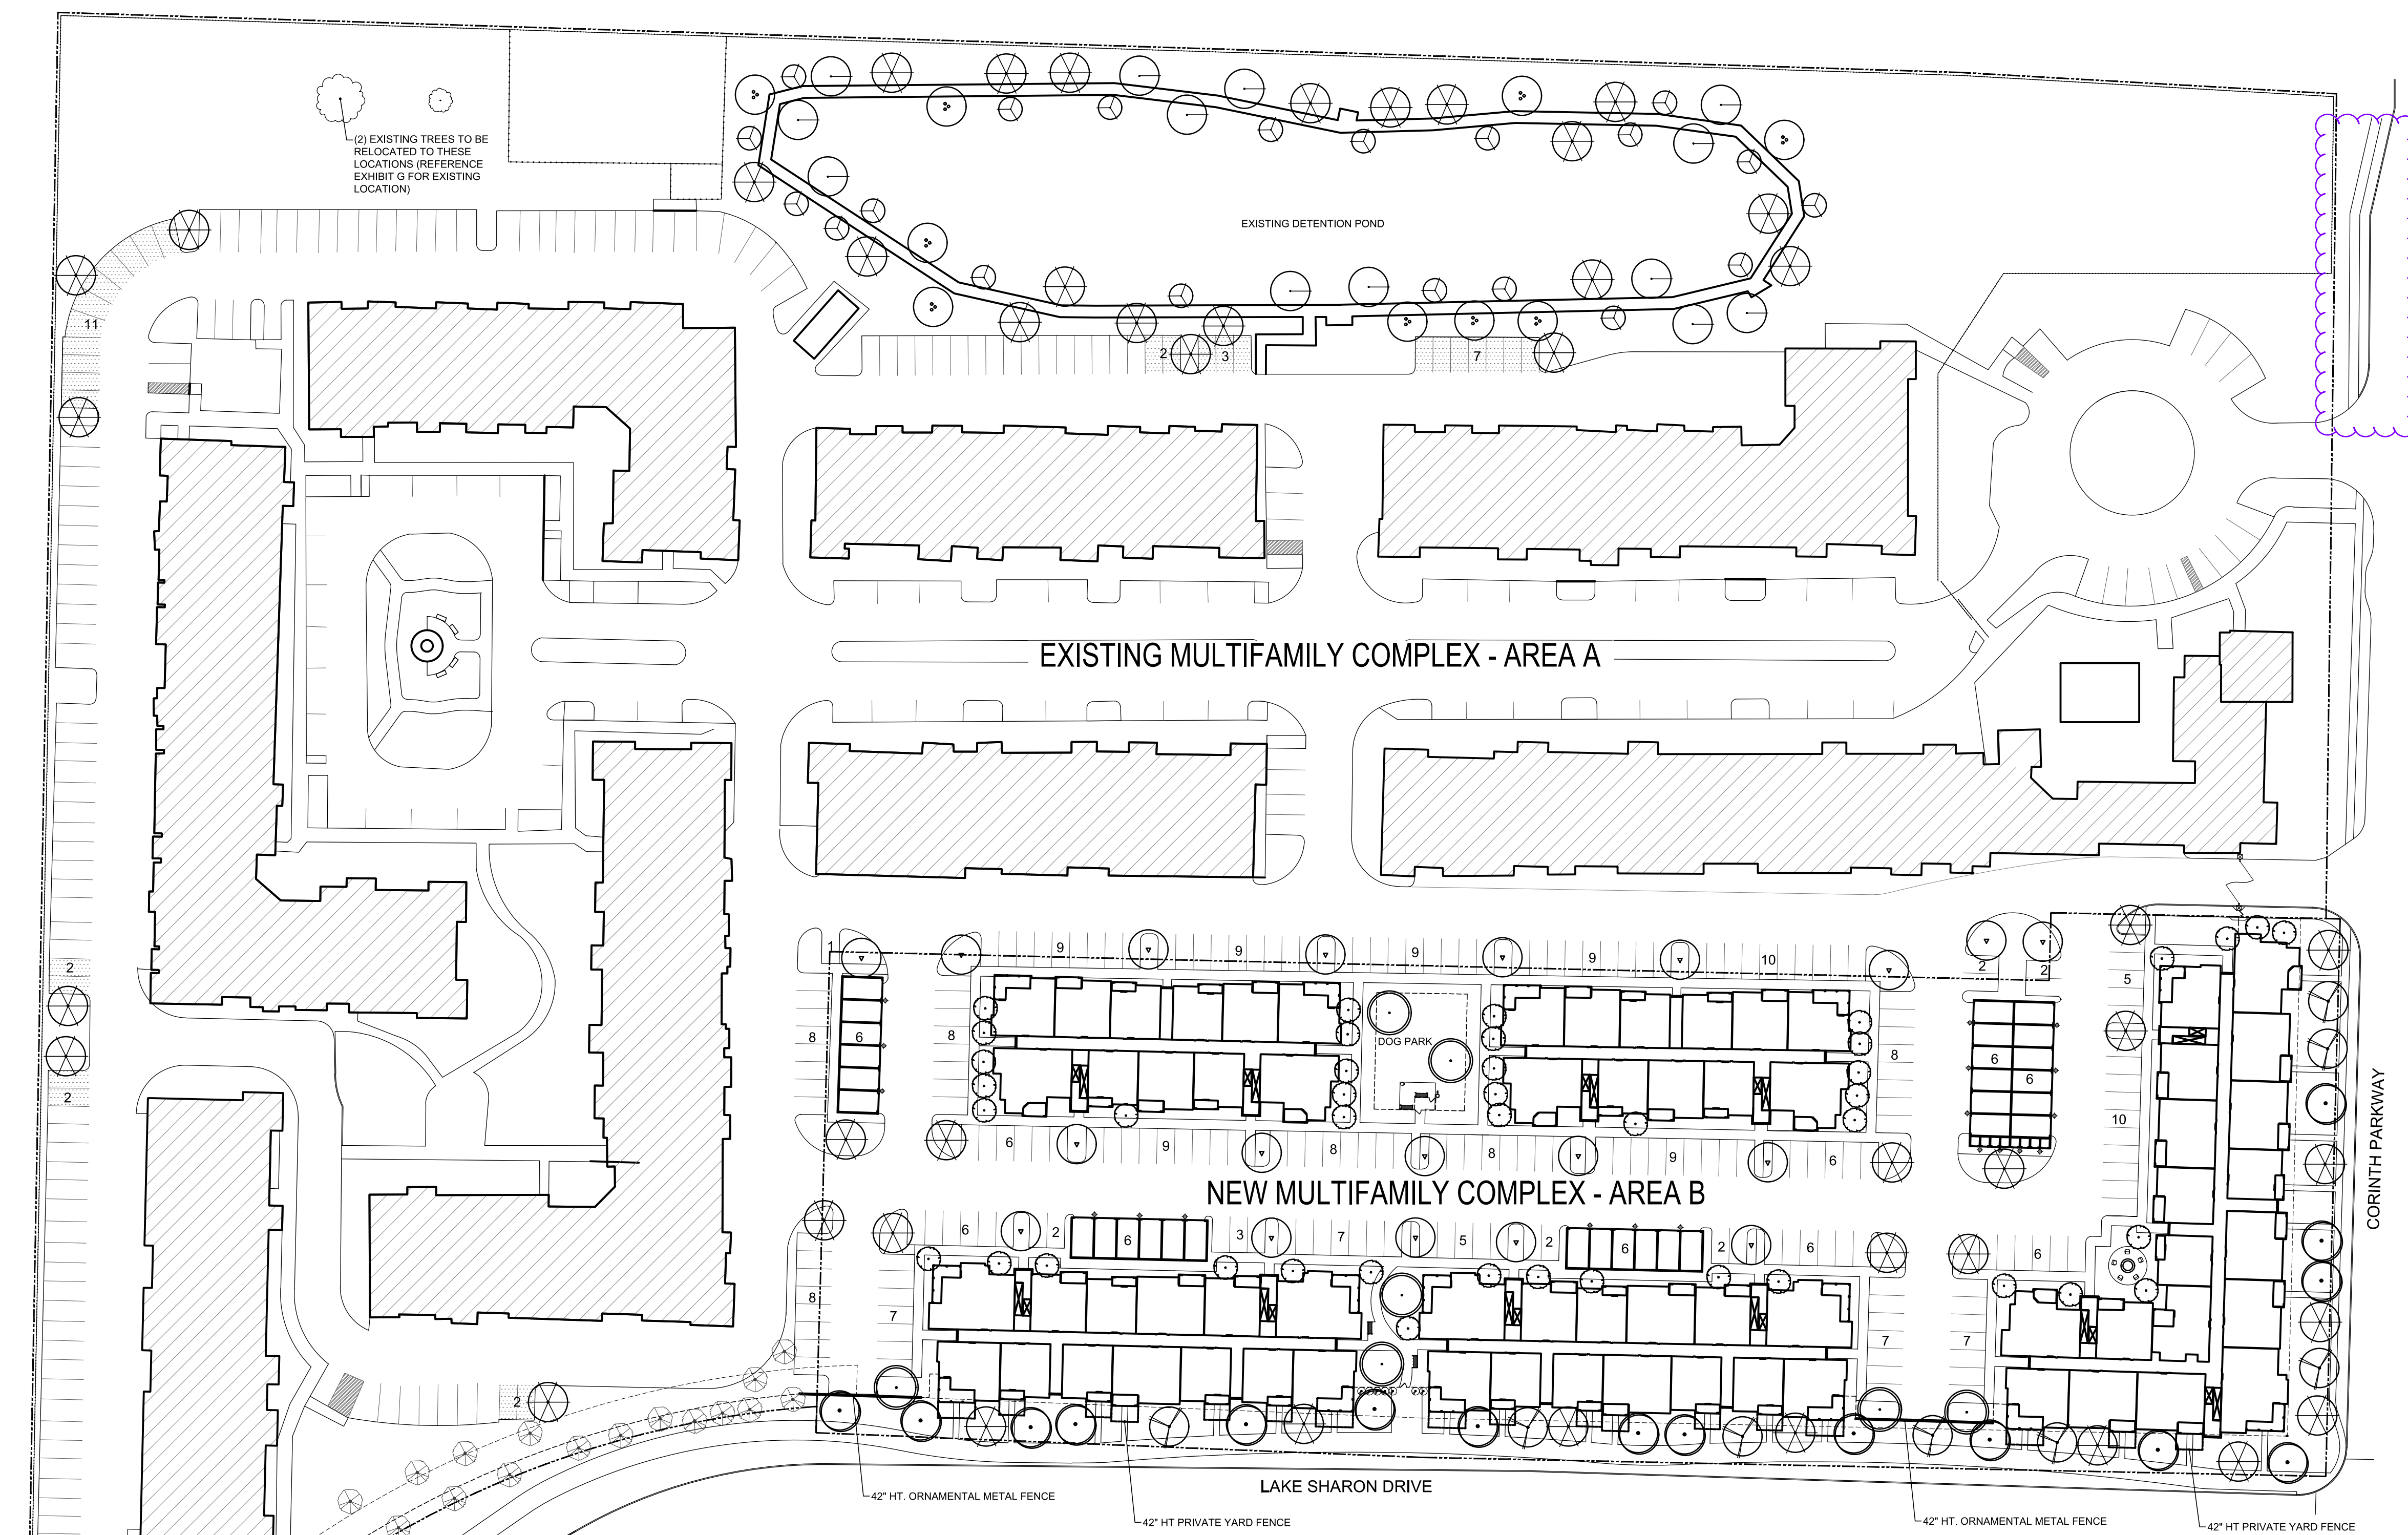 (2) EXISTING TREES TO BE
RELOCATED TO THESE
LOCATIONS (REFERENCE
EXHIBIT G FOR EXISTING
LOCATION)
EXISTING DETENTION POND
11
2
3
7
EXISTING MULTIFAMILY COMPLEX - AREA A
1
9
9
9
9
10
2
2
2
5
8
6
8
DOG PARK
8
6
6
2
10
6
9
8
8
9
6
NEW MULTIFAMILY COMPLEX - AREA B
CORINTH PARKWAY
6
2
6
3
7
5
2
6
2
6
6
8
7
7
7
2
LAKE SHARON DRIVE
42" HT. ORNAMENTAL METAL FENCE
42" HT PRIVATE YARD FENCE
42" HT. ORNAMENTAL METAL FENCE
42" HT PRIVATE YARD FENCE